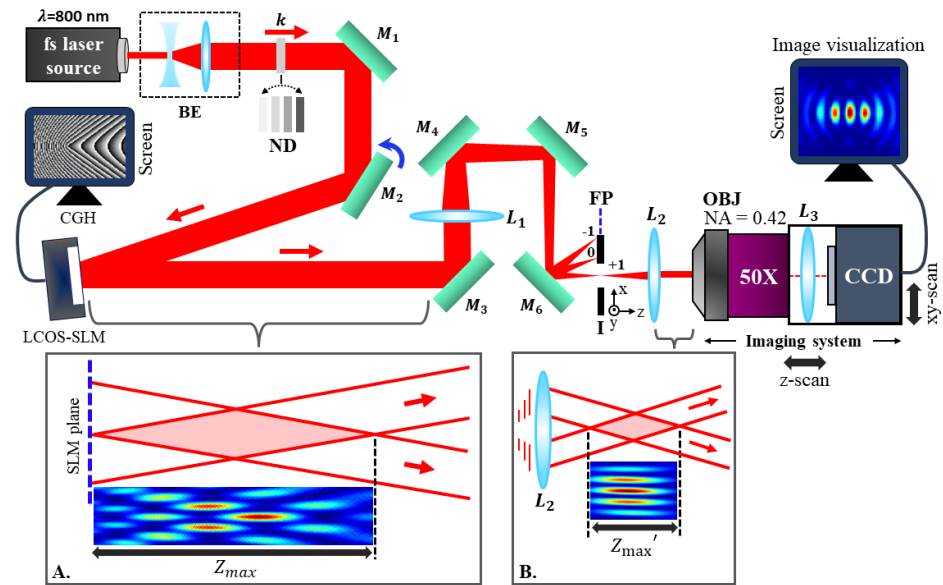 λ=800 nm
fs laser
source
BE
k
ND
M1
M2
Screen
CGH
LCOS-SLM
M3
M4
L1
M5
M6
FP
-1
0
+1
I
x
y
z
L2
OBJ
NA = 0.42
50X
L3
CCD
Image visualization
Screen
xy-scan
Imaging system
z-scan
SLM plane
Zmax
A.
L2
Zmax′
B.